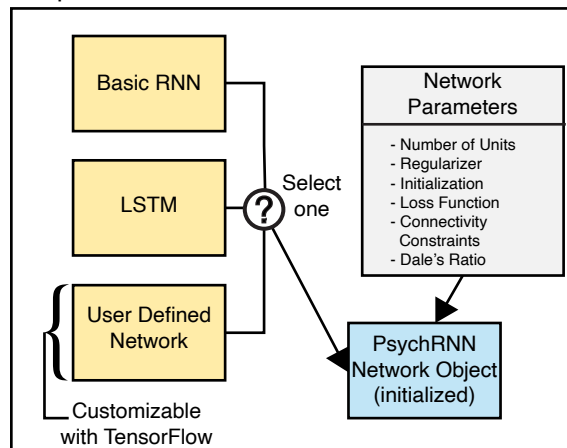 Basic RNN
LSTM
User Defined
Network
Customizable
with TensorFlow
?
Select
one
Network
Parameters
- Number of Units
- Regularizer
- Initialization
- Loss Function
- Connectivity
Constraints
- Dale's Ratio
PsychRNN
Network Object
(initialized)